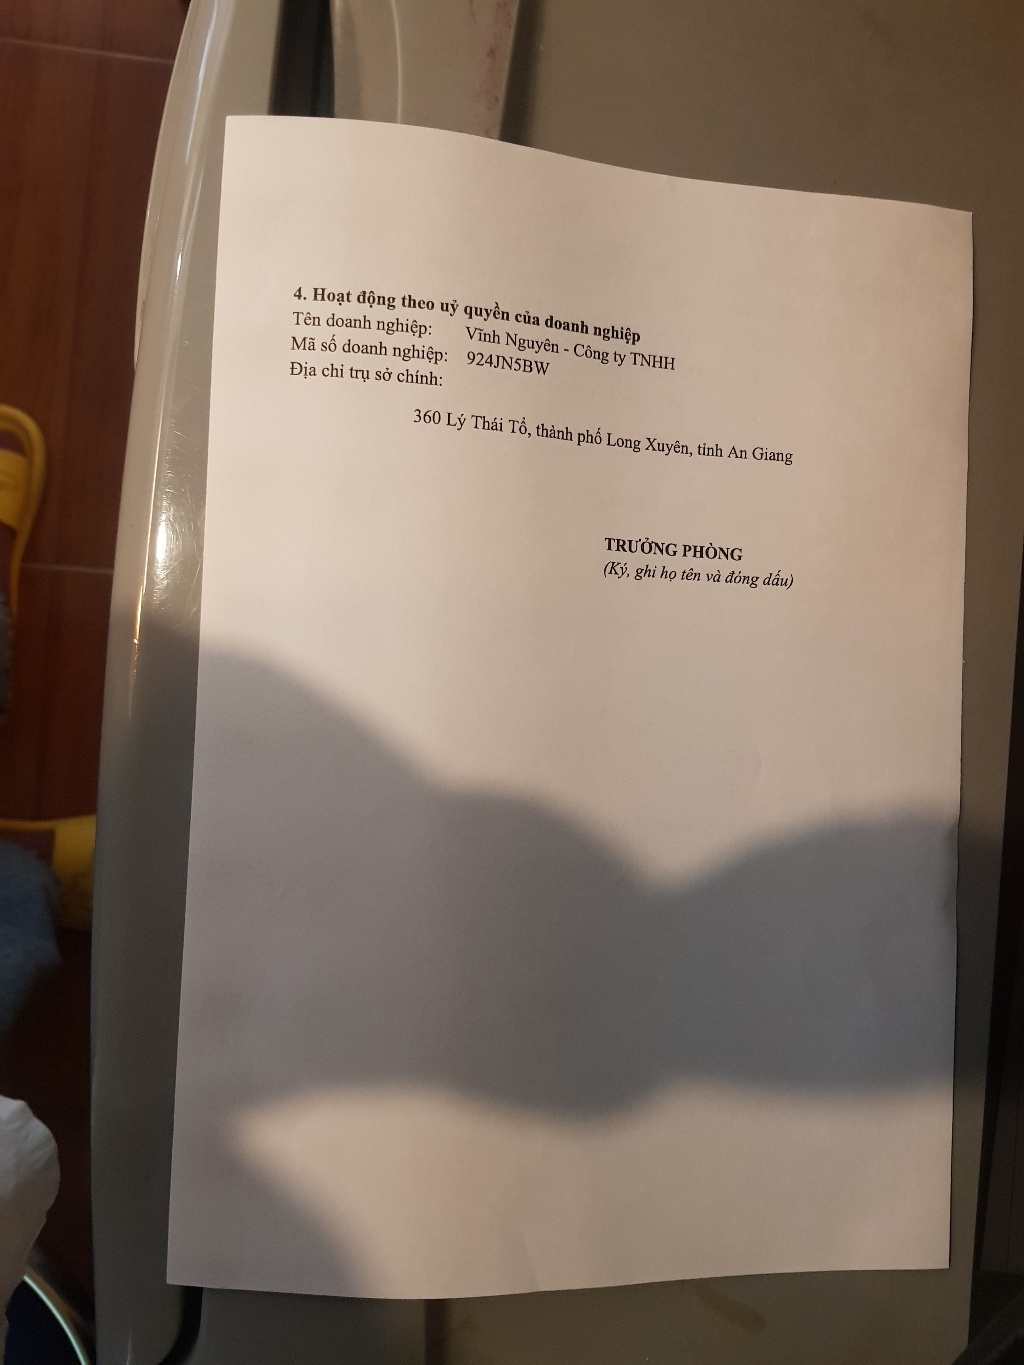 4. Hoạt động theo uỷ quyền của doanh nghiệp
Tên doanh nghiệp: Vĩnh Nguyên - Công ty TNHH
Mã số doanh nghiệp: 924JN5BW
Địa chỉ trụ sở chính:
360 Lý Thái Tổ, thành phố Long Xuyên, tỉnh An Giang
TRƯỞNG PHÒNG
(Ký, ghi họ tên và đóng dấu)